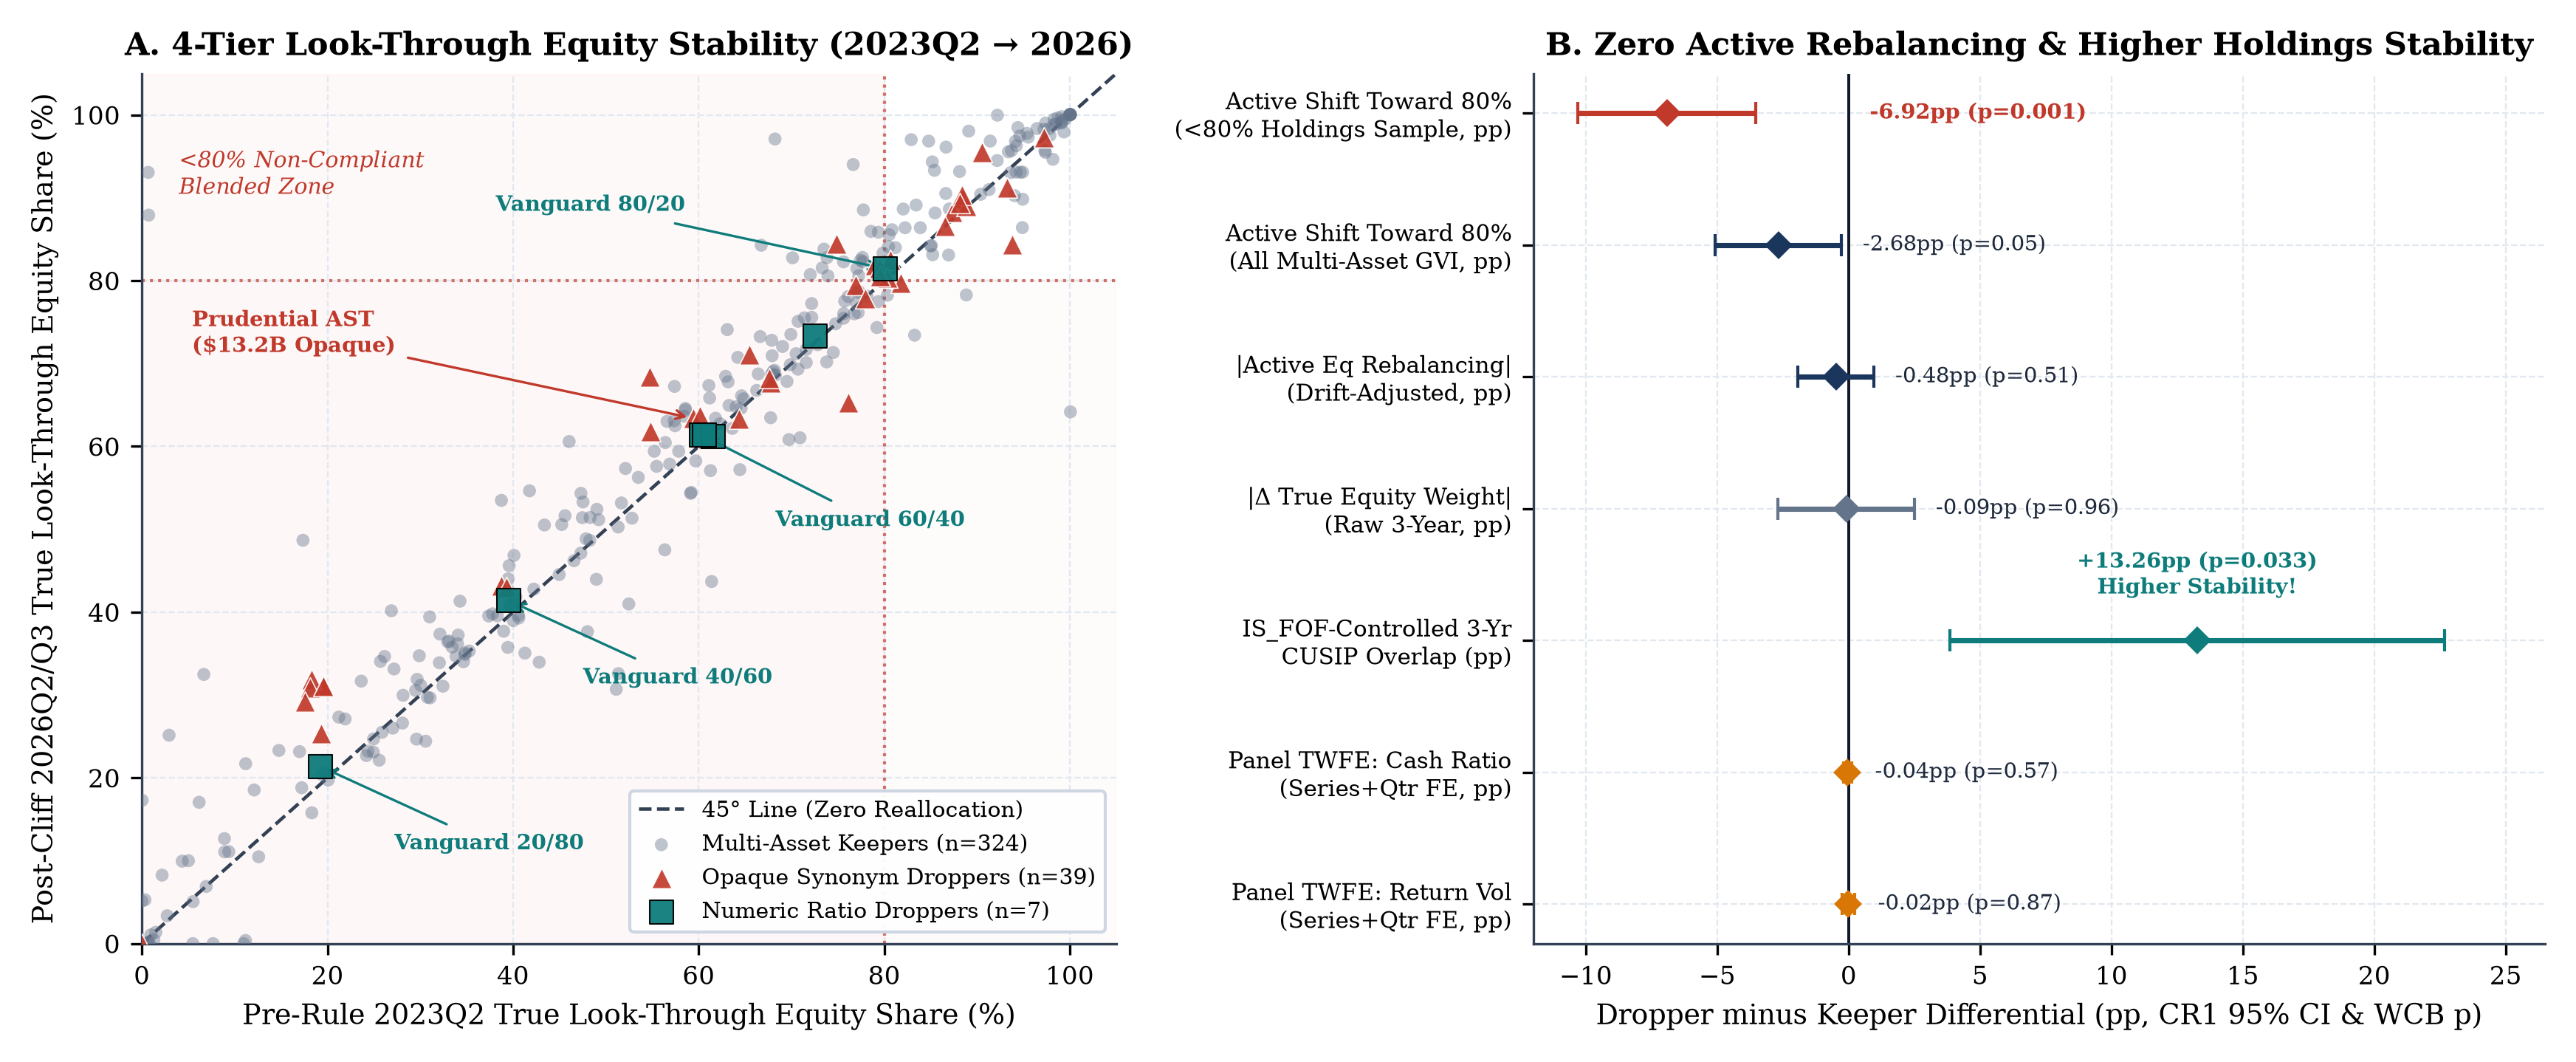 A. 4-Tier Look-Through Equity Stability (2023Q2 → 2026)
Post-Cliff 2026Q2/Q3 True Look-Through Equity Share (%)
100
80
60
40
20
0
<80% Non-Compliant
Blended Zone
Vanguard 80/20
Prudential AST
($13.2B Opaque)
Vanguard 60/40
Vanguard 40/60
Vanguard 20/80
45° Line (Zero Reallocation)
Multi-Asset Keepers (n=324)
Opaque Synonym Droppers (n=39)
Numeric Ratio Droppers (n=7)
0
20
40
60
80
100
Pre-Rule 2023Q2 True Look-Through Equity Share (%)
B. Zero Active Rebalancing & Higher Holdings Stability
Active Shift Toward 80%
(<80% Holdings Sample, pp)
-6.92pp (p=0.001)
Active Shift Toward 80%
(All Multi-Asset GVI, pp)
-2.68pp (p=0.05)
|Active Eq Rebalancing|
(Drift-Adjusted, pp)
-0.48pp (p=0.51)
|Δ True Equity Weight|
(Raw 3-Year, pp)
-0.09pp (p=0.96)
+13.26pp (p=0.033)
Higher Stability!
IS_FOF-Controlled 3-Yr
CUSIP Overlap (pp)
Panel TWFE: Cash Ratio
(Series+Qtr FE, pp)
-0.04pp (p=0.57)
Panel TWFE: Return Vol
(Series+Qtr FE, pp)
-0.02pp (p=0.87)
−10
−5
0
5
10
15
20
25
Dropper minus Keeper Differential (pp, CR1 95% CI & WCB p)